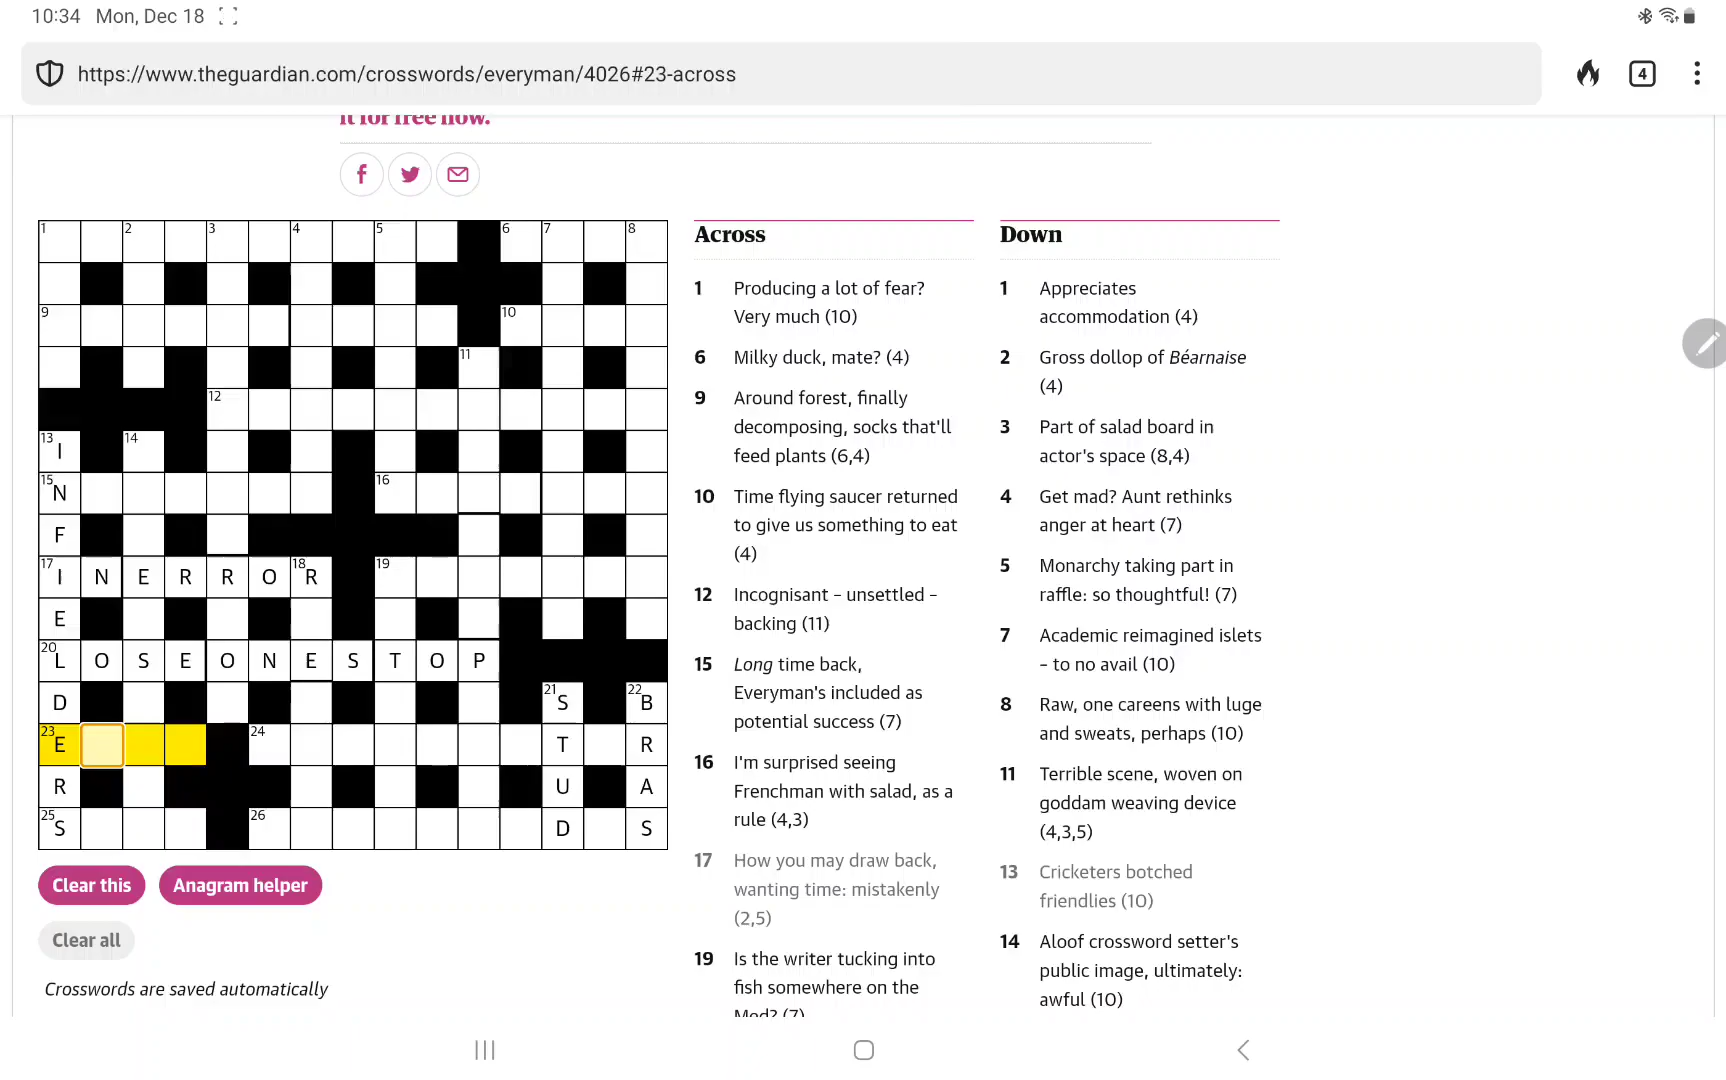 10:34 Mon, Dec 18
https://www.theguardian.com/crosswords/everyman/4026#23-across
4
it for free now.
1 2 3 4 5 6 7 8
9 10
11
12
13 I 14
15 N 16
F
17 I N E R R O 18 R 19
E
20 L O S E O N E S T O P
D 21 S 22 B
23 E 24 T R
R U A
25 S 26 D S
Clear this Anagram helper
Clear all
Crosswords are saved automatically
Across
1 Producing a lot of fear?
Very much (10)
6 Milky duck, mate? (4)
9 Around forest, finally
decomposing, socks that'll
feed plants (6,4)
10 Time flying saucer returned
to give us something to eat
(4)
12 Incognisant – unsettled –
backing (11)
15 Long time back,
Everyman's included as
potential success (7)
16 I'm surprised seeing
Frenchman with salad, as a
rule (4,3)
17 How you may draw back,
wanting time: mistakenly
(2,5)
19 Is the writer tucking into
fish somewhere on the
Med? (7)
Down
1 Appreciates
accommodation (4)
2 Gross dollop of Béarnaise
(4)
3 Part of salad board in
actor's space (8,4)
4 Get mad? Aunt rethinks
anger at heart (7)
5 Monarchy taking part in
raffle: so thoughtful! (7)
7 Academic reimagined islets
– to no avail (10)
8 Raw, one careens with luge
and sweats, perhaps (10)
11 Terrible scene, woven on
goddam weaving device
(4,3,5)
13 Cricketers botched
friendlies (10)
14 Aloof crossword setter's
public image, ultimately:
awful (10)